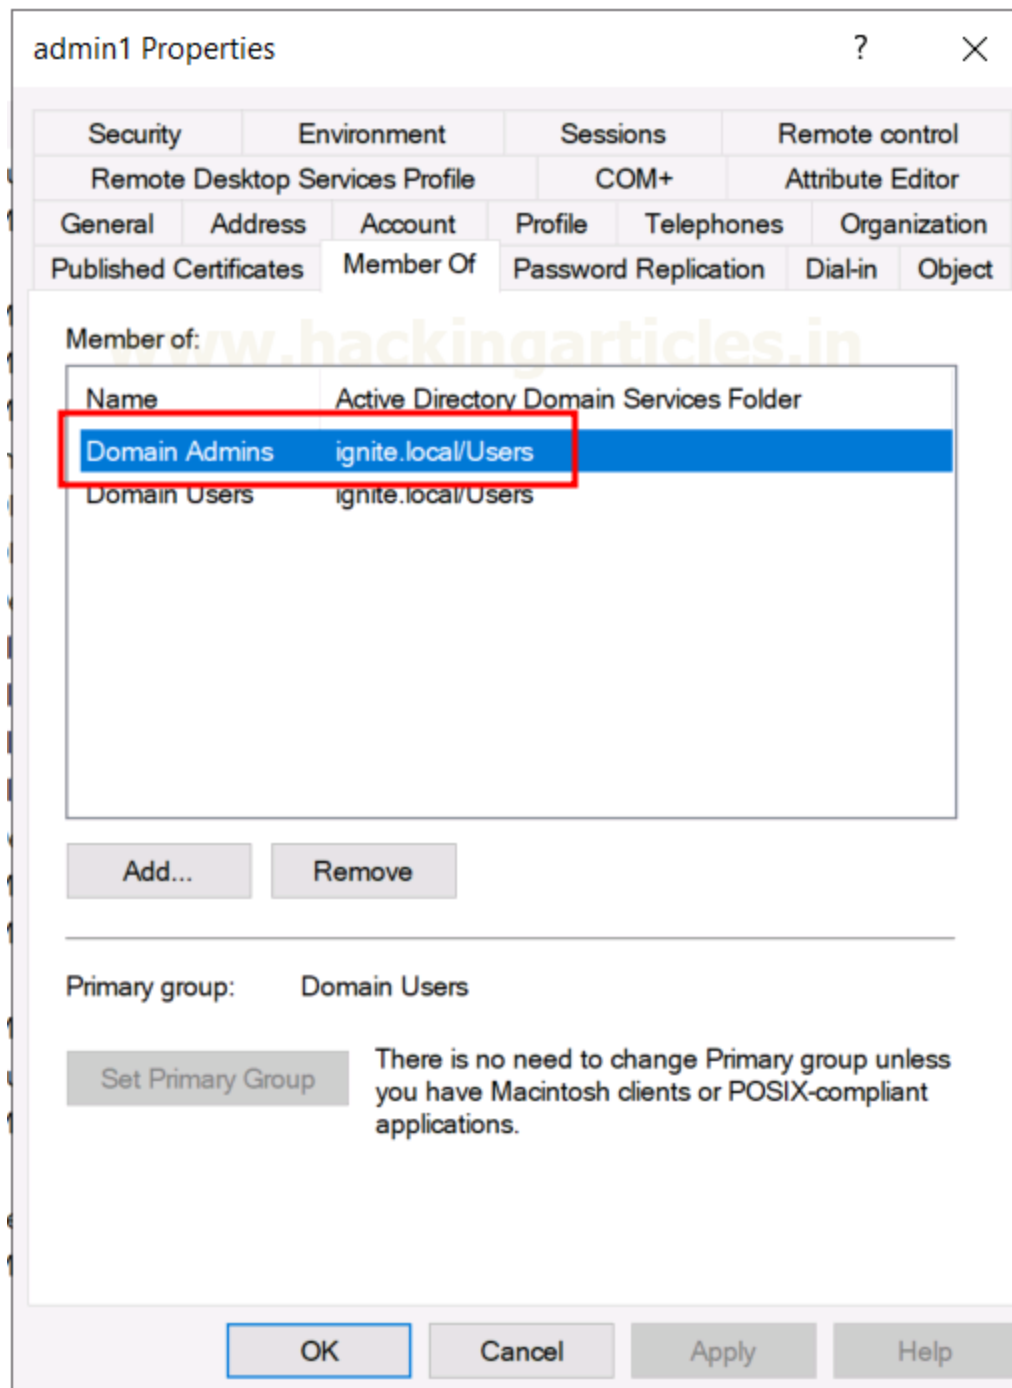 admin1 Properties ?
Security Environment Sessions Remote control
Remote Desktop Services Profile COM+ Attribute Editor
General Address Account Profile Telephones Organization
Published Certificates Member Of Password Replication Dial-in Object
www.hackingarticles.in
Member of:
Name Active Directory Domain Services Folder
Domain Admins ignite.local/Users
Domain Users ignite.local/Users
Add... Remove
Primary group: Domain Users
Set Primary Group
There is no need to change Primary group unless
you have Macintosh clients or POSIX-compliant
applications.
OK Cancel Apply Help